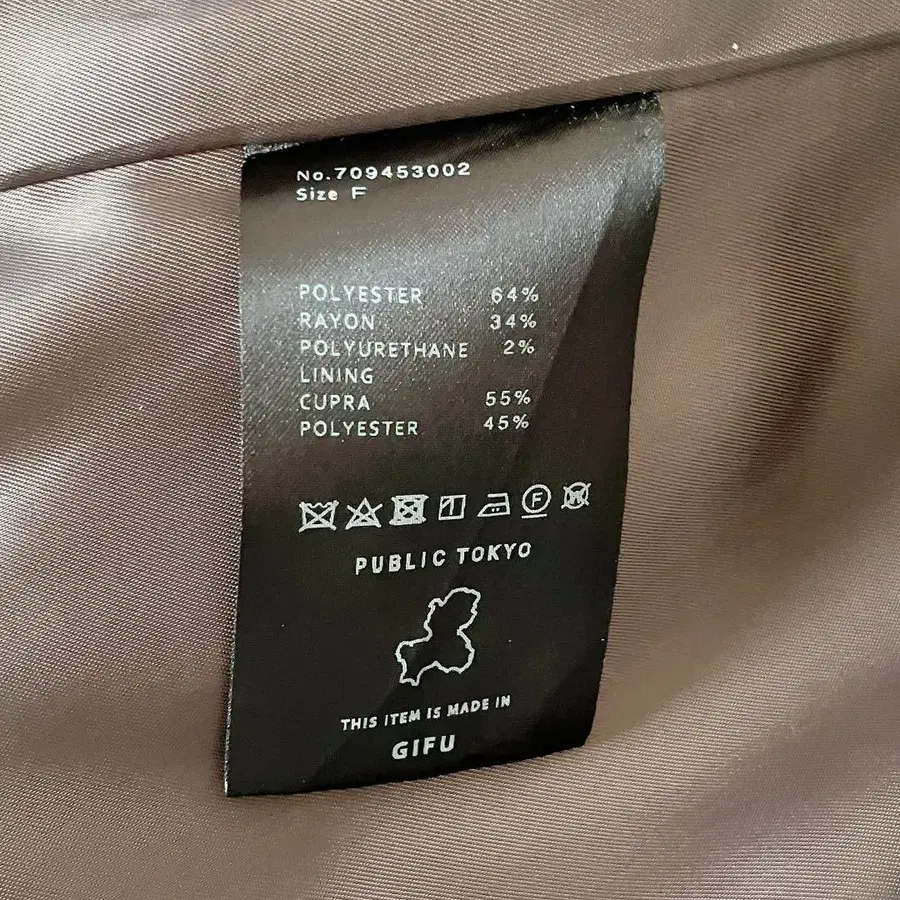 No.709453002
Size F
POLYESTER 64%
RAYON 34%
POLYURETHANE 2%
LINING
CUPRA 55%
POLYESTER 45%
F W
PUBLIC TOKYO
THIS ITEM IS MADE IN
GIFU